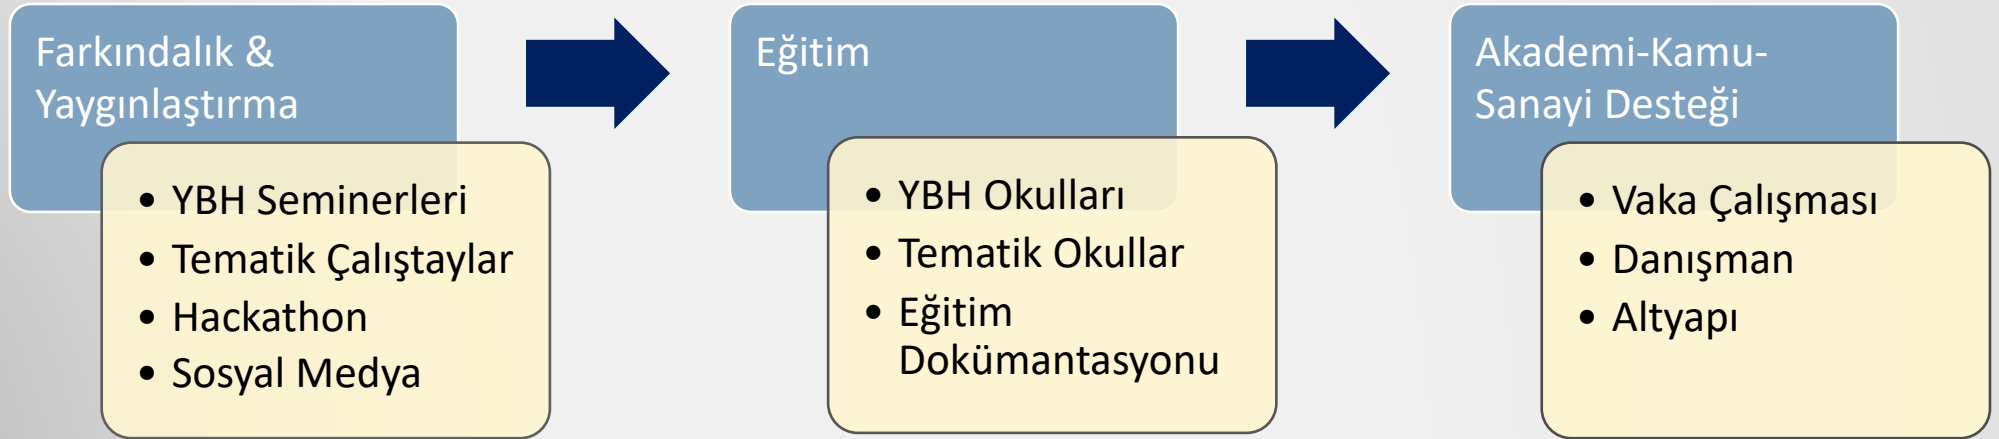 Farkındalık &
Yaygınlaştırma
• YBH Seminerleri
• Tematik Çalıştaylar
• Hackathon
• Sosyal Medya
Eğitim
• YBH Okulları
• Tematik Okullar
• Eğitim
Dokümantasyonu
Akademi-Kamu-
Sanayi Desteği
• Vaka Çalışması
• Danışman
• Altyapı